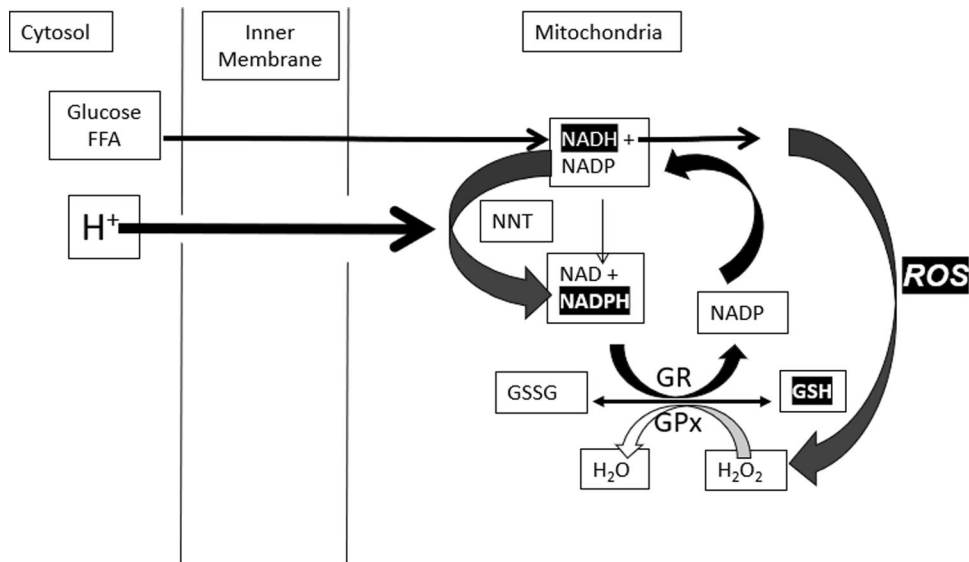 Cytosol
Inner
Membrane
Mitochondria
Glucose
FFA
NADH +
NADP
H⁺
NNT
NAD +
NADPH
NADP
ROS
GR
GSSG
GSH
GPx
H₂O
H₂O₂